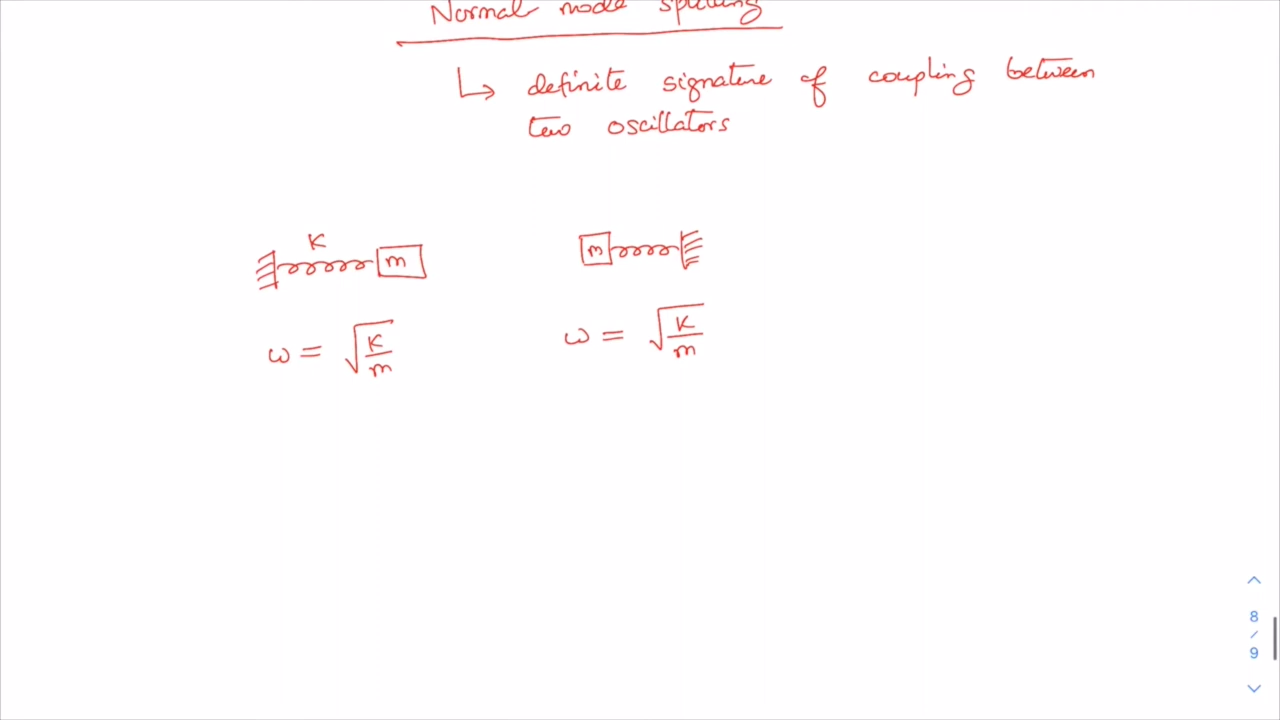 Normal mode splitting
↳ definite signature of coupling between
two oscillators
K
m
m
ω = √(K/m)
ω = √(K/m)
8
/
9